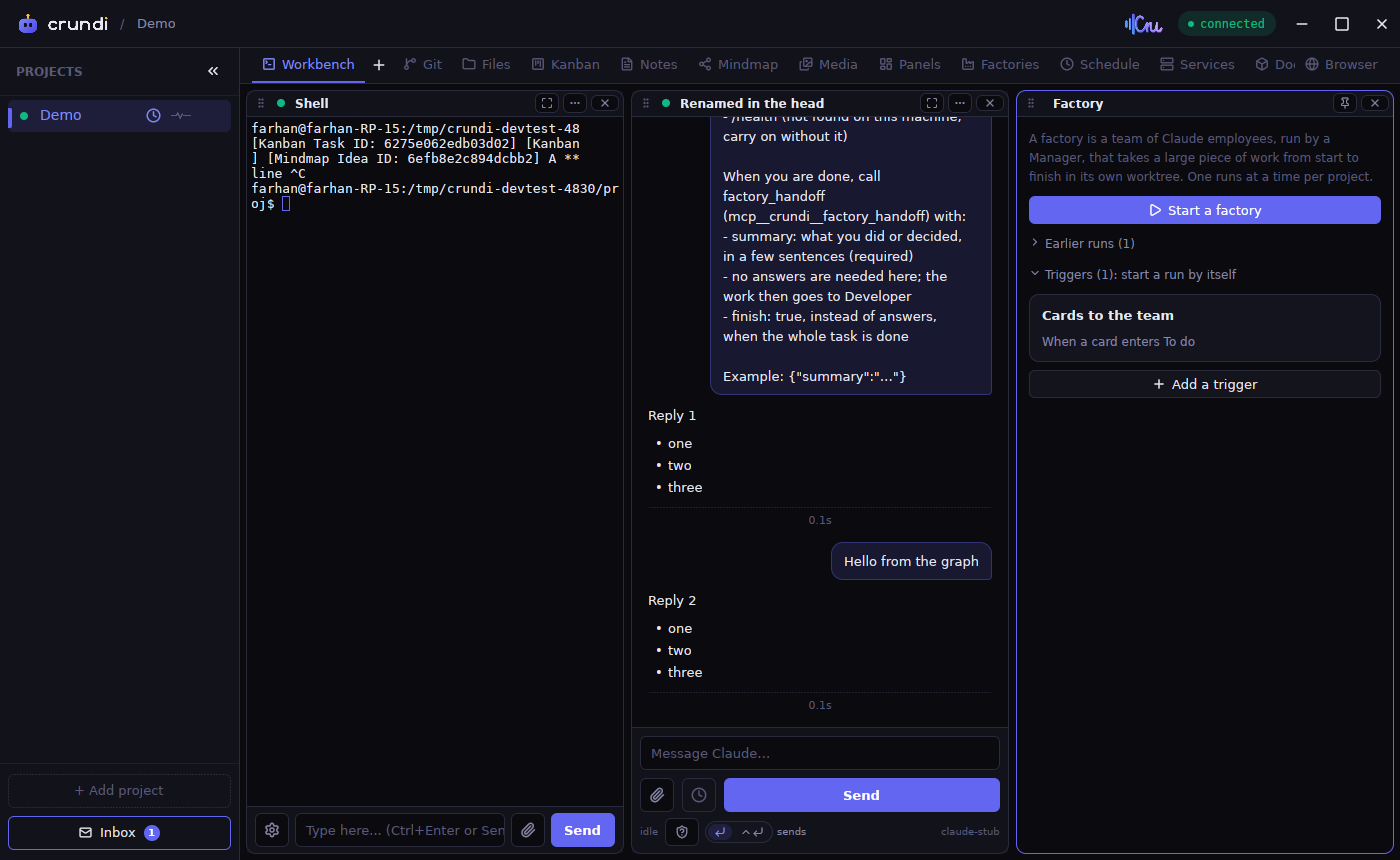 crundi / Demo
Cru
connected
PROJECTS
Demo
+ Add project
Inbox 1
Workbench
Git
Files
Kanban
Notes
Mindmap
Media
Panels
Factories
Schedule
Services
Browser
Shell
farhan@farhan-RP-15:/tmp/crundi-devtest-48
[Kanban Task ID: 6275e062edb03d02] [Kanban
] [Mindmap Idea ID: 6efb8e2c894dcbb2] A **
line ^C
farhan@farhan-RP-15:/tmp/crundi-devtest-4830/pr
oj$
Type here... (Ctrl+Enter or Sen
Send
Renamed in the head
- /health (not found on this machine,
carry on without it)
When you are done, call
factory_handoff
(mcp__crundi__factory_handoff) with:
- summary: what you did or decided,
in a few sentences (required)
- no answers are needed here; the
work then goes to Developer
- finish: true, instead of answers,
when the whole task is done
Example: {"summary":"..."}
Reply 1
• one
• two
• three
0.1s
Hello from the graph
Reply 2
• one
• two
• three
0.1s
Message Claude...
Send
idle
sends
claude-stub
Factory
A factory is a team of Claude employees, run by a
Manager, that takes a large piece of work from start to
finish in its own worktree. One runs at a time per project.
Start a factory
Earlier runs (1)
Triggers (1): start a run by itself
Cards to the team
When a card enters To do
+ Add a trigger